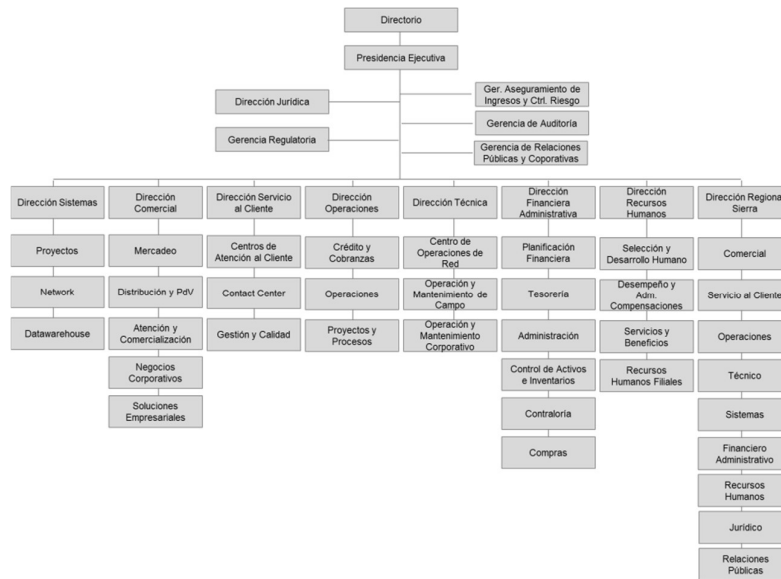 Directorio
Presidencia Ejecutiva
Dirección Jurídica
Ger. Aseguramiento de
Ingresos y Ctrl. Riesgo
Gerencia de Auditoría
Gerencia Regulatoria
Gerencia de Relaciones
Públicas y Coporativas
Dirección Sistemas
Proyectos
Network
Datawarehouse
Dirección
Comercial
Mercadeo
Distribución y PdV
Atención y
Comercialización
Negocios
Corporativos
Soluciones
Empresariales
Dirección Servicio
al Cliente
Centros de
Atención al Cliente
Contact Center
Gestión y Calidad
Dirección
Operaciones
Crédito y
Cobranzas
Operaciones
Proyectos y
Procesos
Dirección Técnica
Centro de
Operaciones de
Red
Operación y
Mantenimiento de
Campo
Operación y
Mantenimiento
Corporativo
Dirección
Financiera
Administrativa
Planificación
Financiera
Tesorería
Administración
Control de Activos
e Inventarios
Contraloría
Compras
Dirección
Recursos
Humanos
Selección y
Desarrollo Humano
Desempeño y
Adm.
Compensaciones
Servicios y
Beneficios
Recursos
Humanos Filiales
Dirección Regional
Sierra
Comercial
Servicio al Cliente
Operaciones
Técnico
Sistemas
Financiero
Administrativo
Recursos
Humanos
Jurídico
Relaciones
Públicas